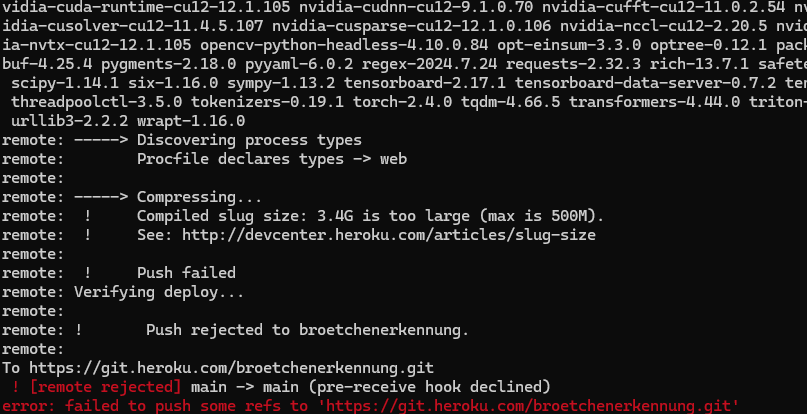 vidia-cuda-runtime-cu12-12.1.105 nvidia-cudnn-cu12-9.1.0.70 nvidia-cufft-cu12-11.0.2.54 nv
idia-cusolver-cu12-11.4.5.107 nvidia-cusparse-cu12-12.1.0.106 nvidia-nccl-cu12-2.20.5 nvi
ia-nvtx-cu12-12.1.105 opencv-python-headless-4.10.0.84 opt-einsum-3.3.0 optree-0.12.1 pack
buf-4.25.4 pygments-2.18.0 pyyaml-6.0.2 regex-2024.7.24 requests-2.32.3 rich-13.7.1 safete
scipy-1.14.1 six-1.16.0 sympy-1.13.2 tensorboard-2.17.1 tensorboard-data-server-0.7.2 ten
threadpoolctl-3.5.0 tokenizers-0.19.1 torch-2.4.0 tqdm-4.66.5 transformers-4.44.0 triton-
urllib3-2.2.2 wrapt-1.16.0
remote: -----> Discovering process types
remote:        Procfile declares types -> web
remote:
remote: -----> Compressing...
remote:  !     Compiled slug size: 3.4G is too large (max is 500M).
remote:  !     See: http://devcenter.heroku.com/articles/slug-size
remote:
remote:  !     Push failed
remote: Verifying deploy...
remote:
remote: !       Push rejected to broetchenerkennung.
remote:
To https://git.heroku.com/broetchenerkennung.git
 ! [remote rejected] main -> main (pre-receive hook declined)
error: failed to push some refs to 'https://git.heroku.com/broetchenerkennung.git'